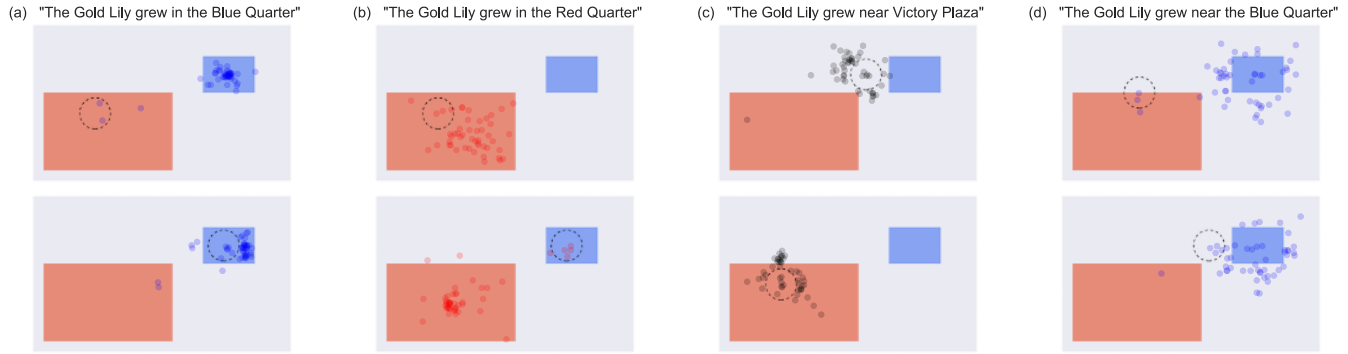 (a) "The Gold Lily grew in the Blue Quarter"
(b) "The Gold Lily grew in the Red Quarter"
(c) "The Gold Lily grew near Victory Plaza"
(d) "The Gold Lily grew near the Blue Quarter"